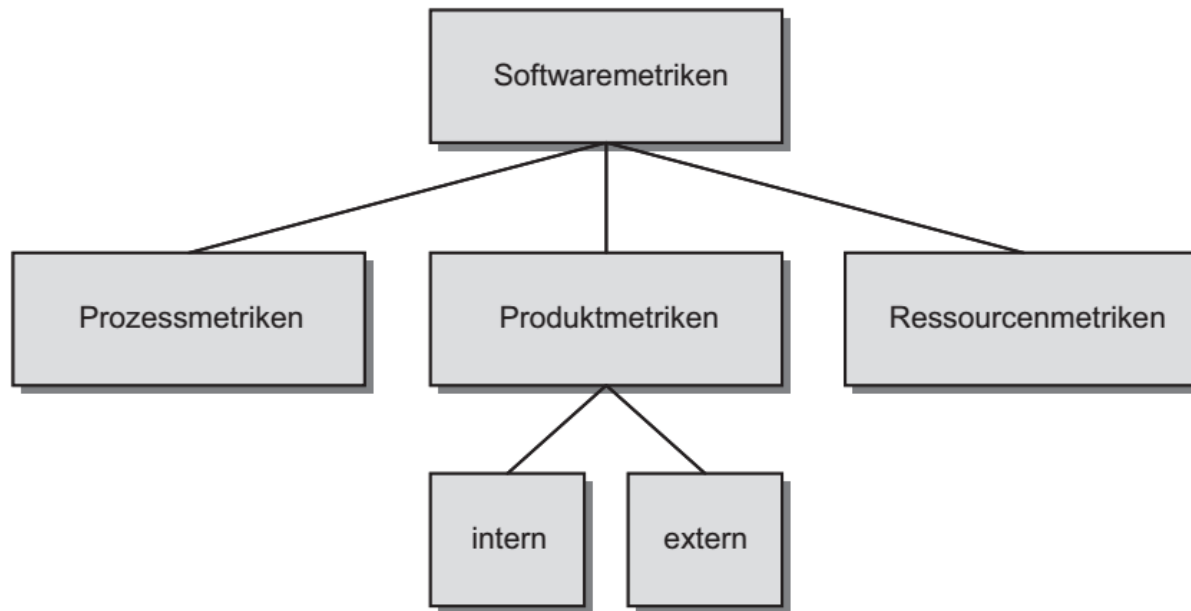 Softwaremetriken
Prozessmetriken
Produktmetriken
Ressourcenmetriken
intern
extern